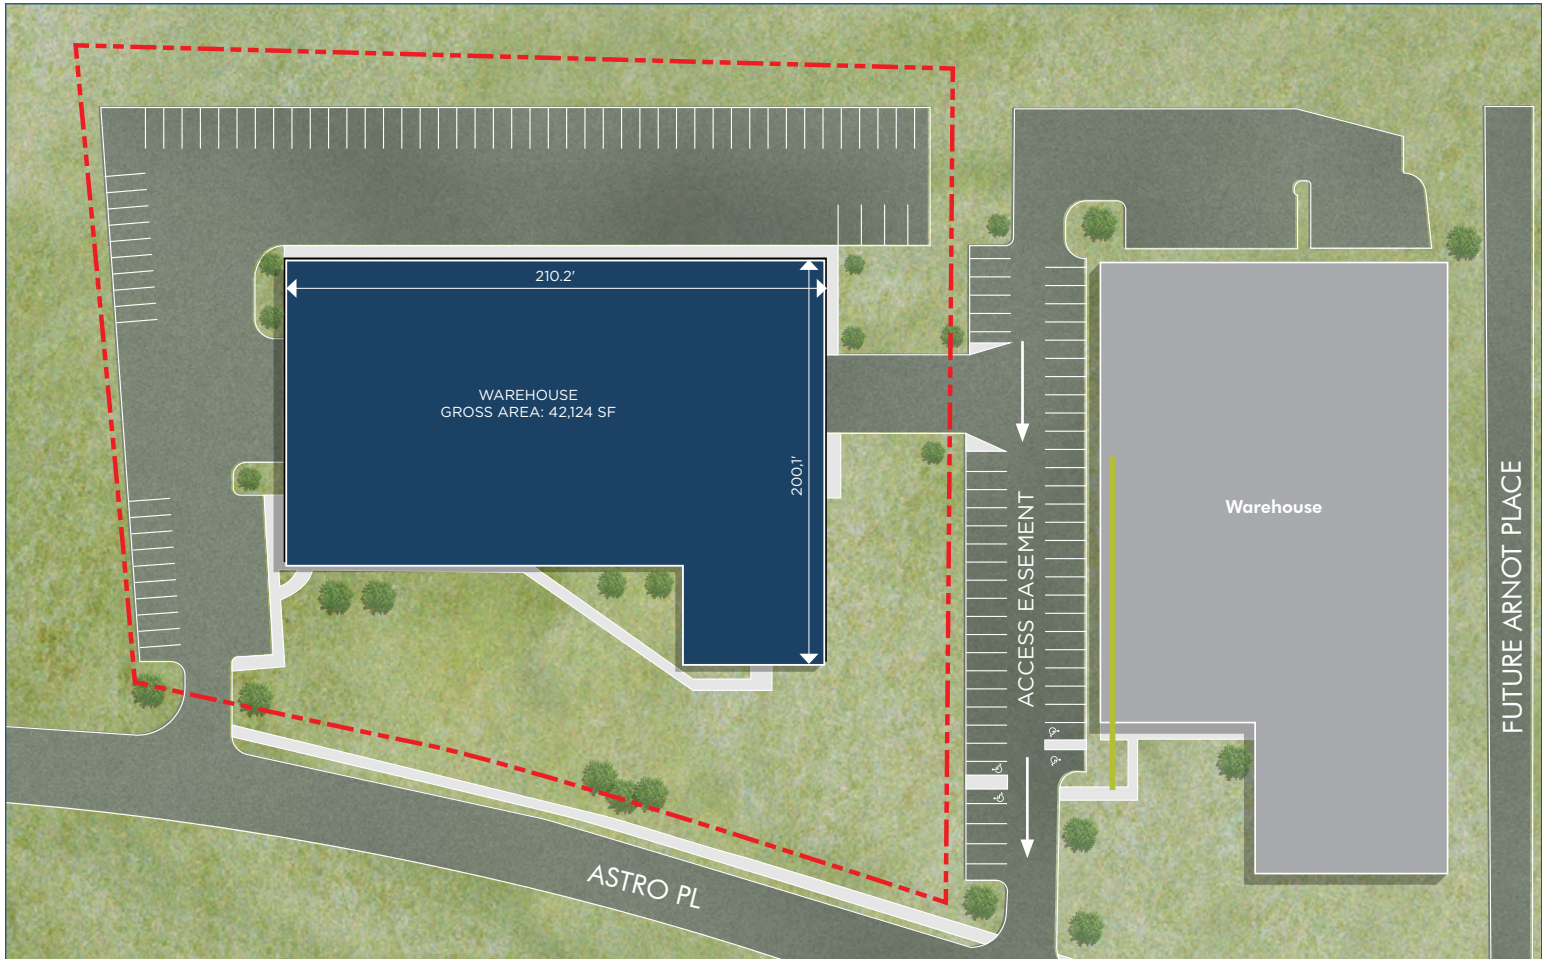 210.2'
WAREHOUSE
GROSS AREA: 42,124 SF
200,1'
ACCESS EASEMENT
Warehouse
FUTURE ARNOT PLACE
ASTRO PL